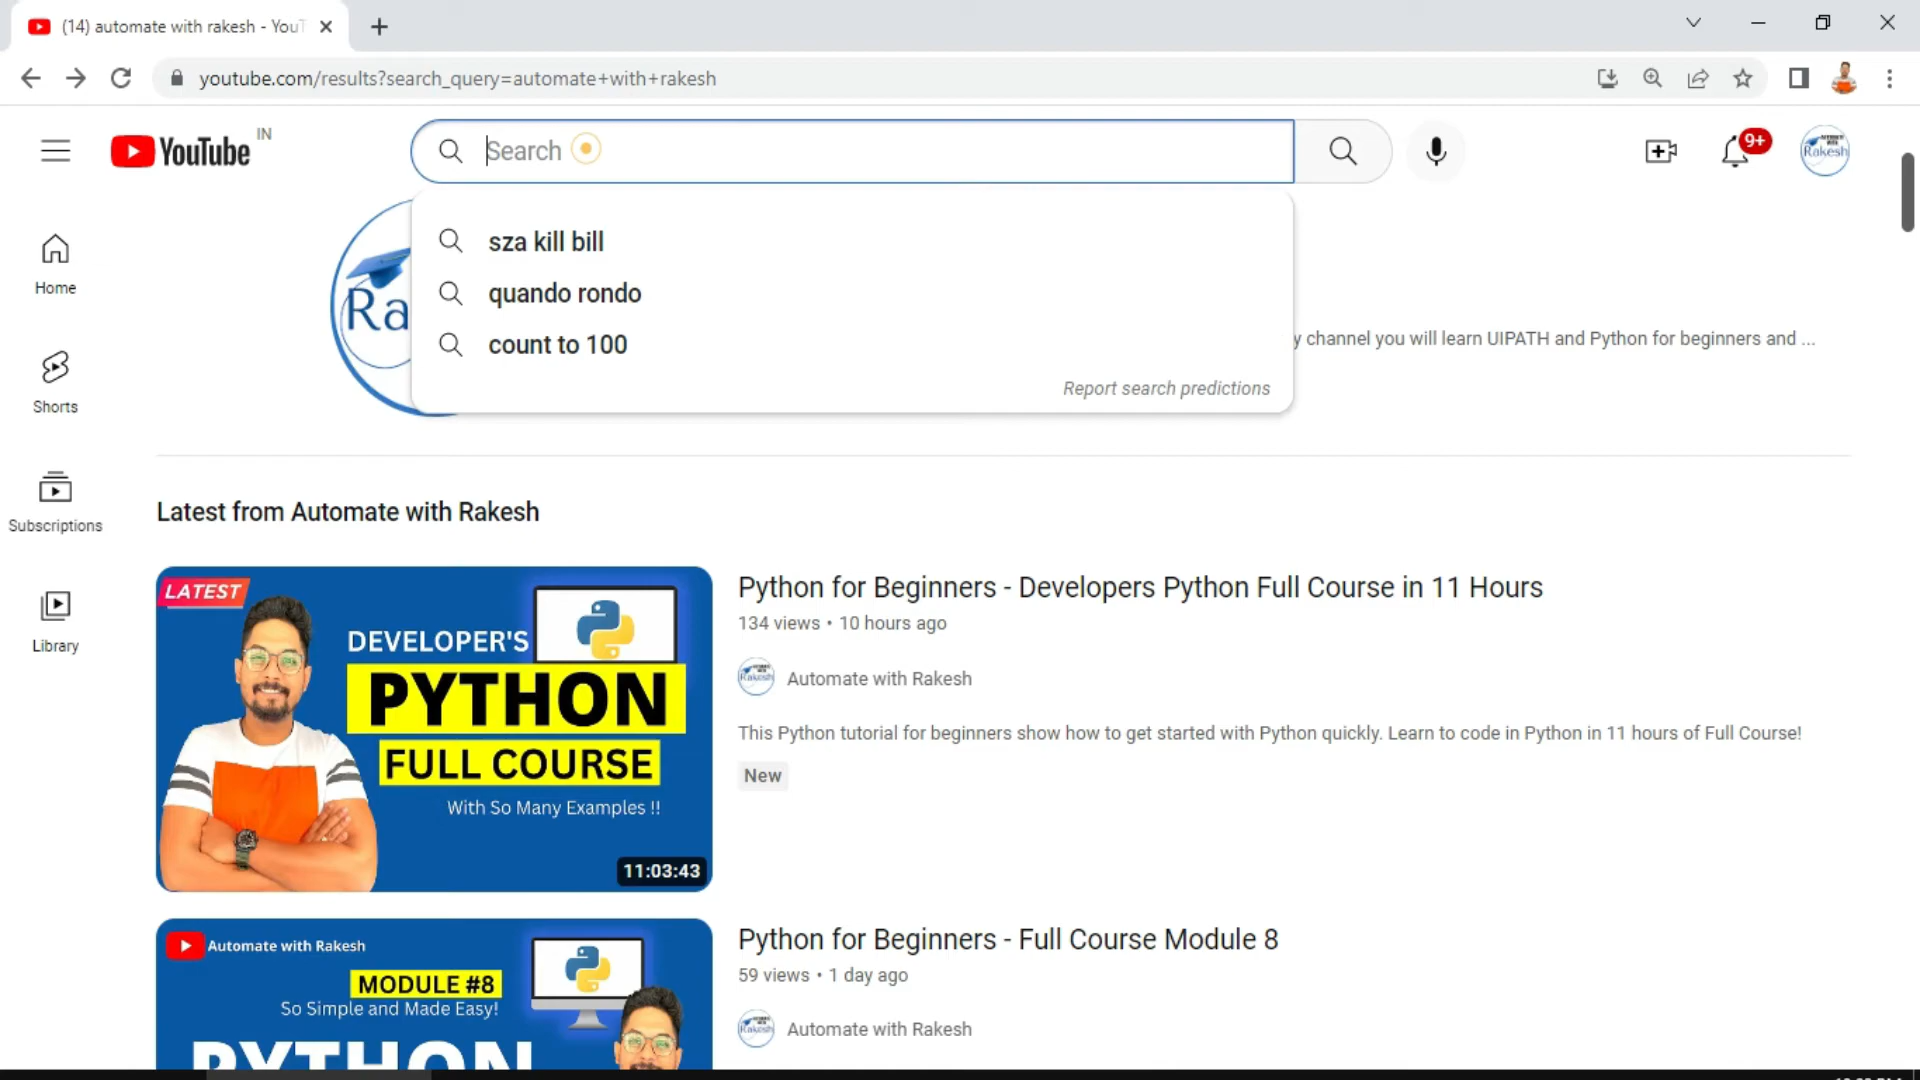 (14) automate with rakesh - You
youtube.com/results?search_query=automate+with+rakesh
YouTube IN
Search
9+
Rakesh
sza kill bill
quando rondo
count to 100
Report search predictions
Home
Shorts
Subscriptions
Library
Ra
y channel you will learn UIPATH and Python for beginners and ...
Latest from Automate with Rakesh
LATEST
DEVELOPER'S
PYTHON
FULL COURSE
With So Many Examples !!
11:03:43
Python for Beginners - Developers Python Full Course in 11 Hours
134 views • 10 hours ago
Rakesh
Automate with Rakesh
This Python tutorial for beginners show how to get started with Python quickly. Learn to code in Python in 11 hours of Full Course!
New
Automate with Rakesh
MODULE #8
So Simple and Made Easy!
PYTHON
Python for Beginners - Full Course Module 8
59 views • 1 day ago
Rakesh
Automate with Rakesh